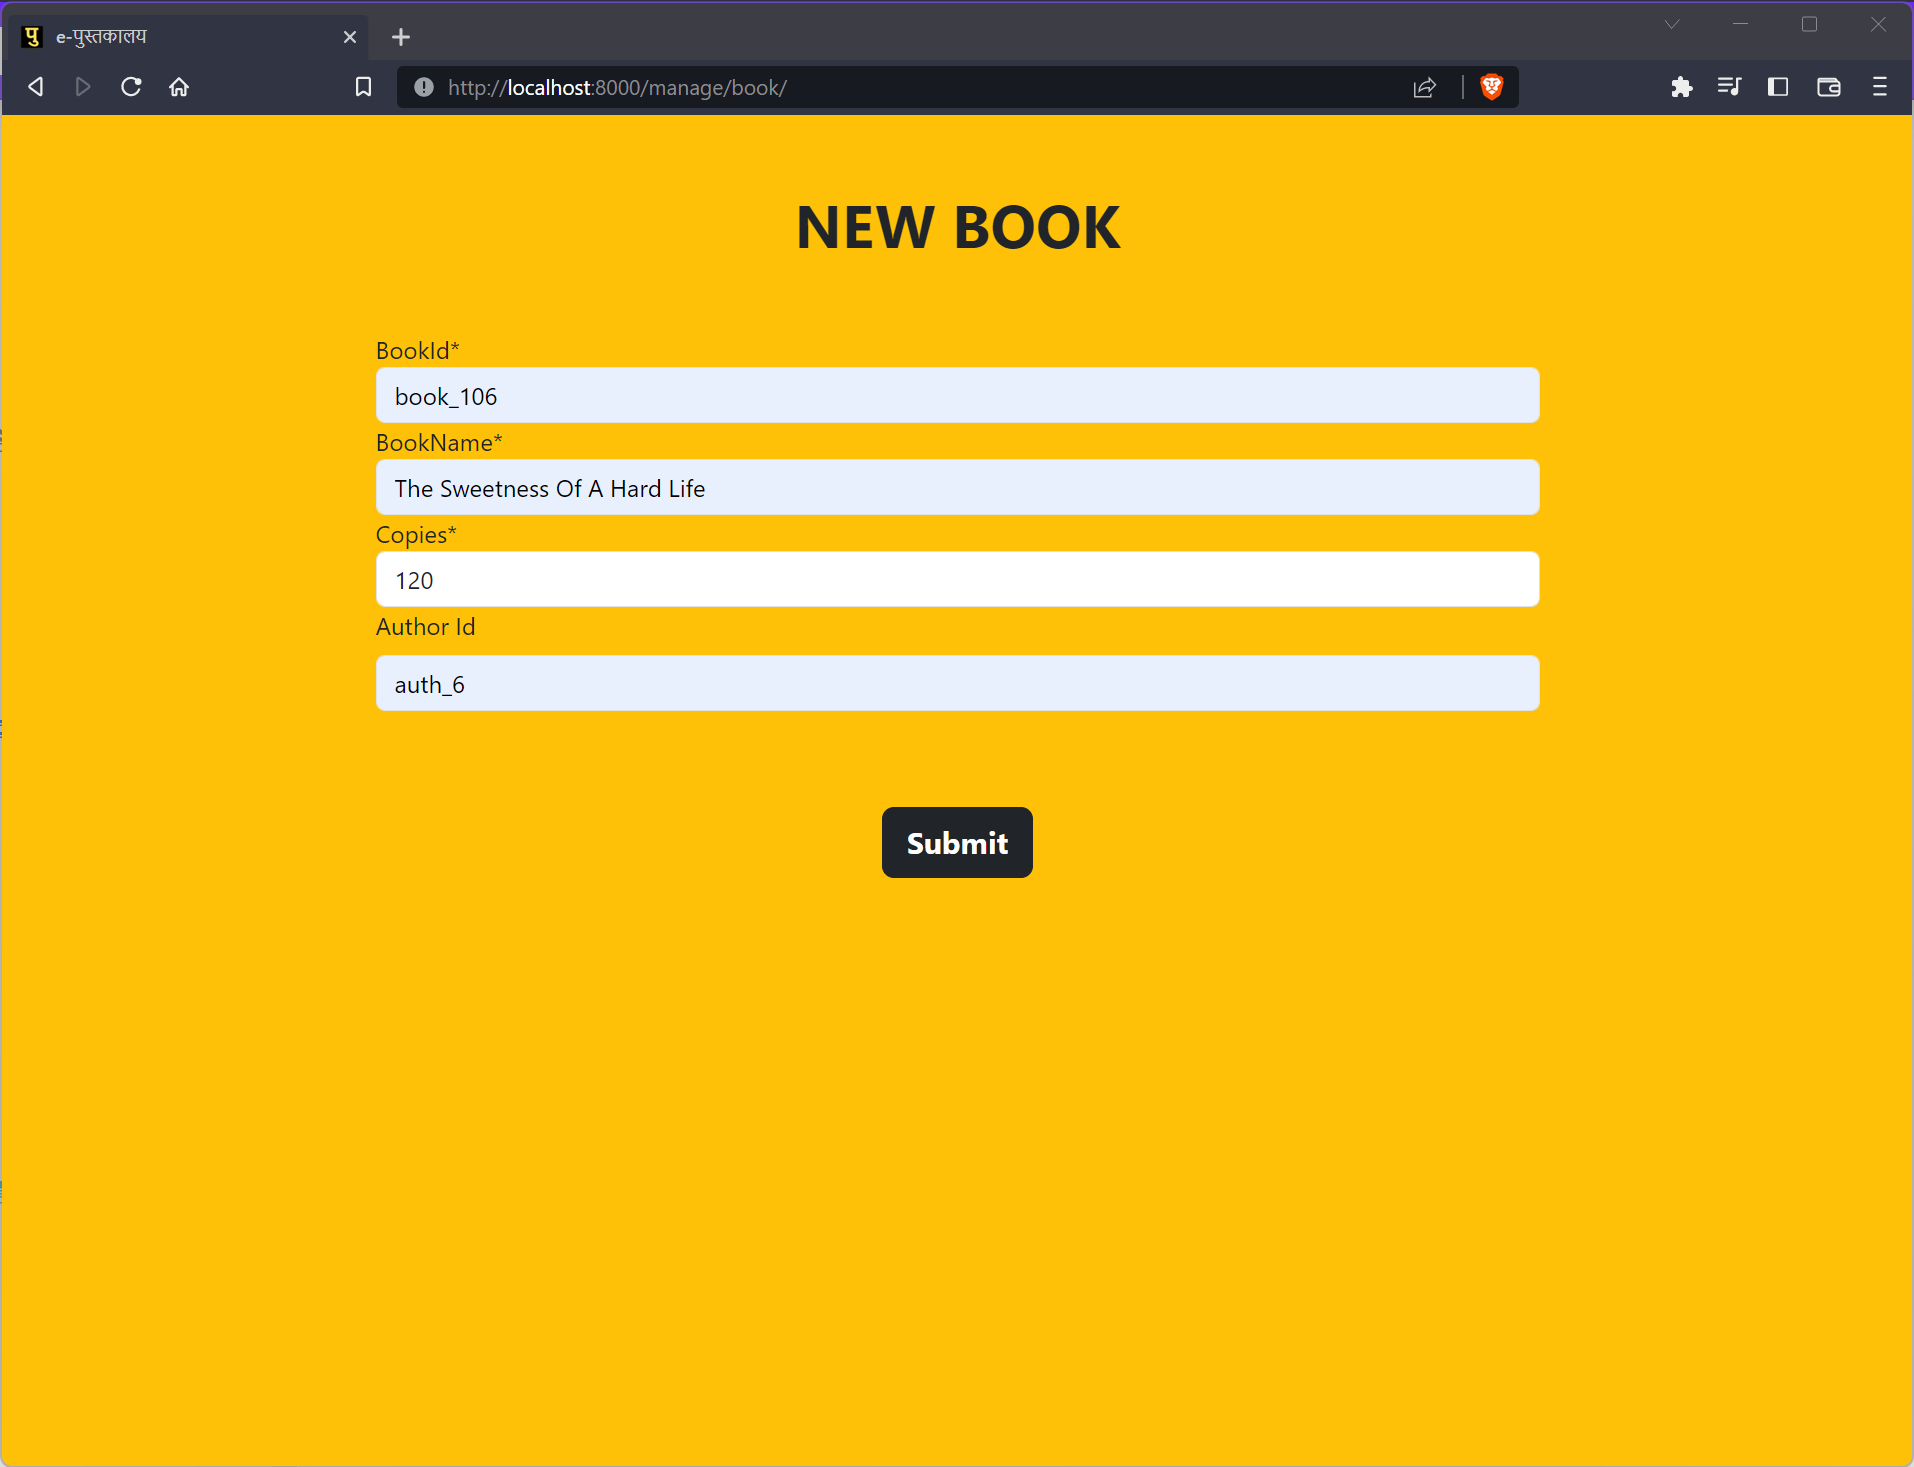 पु e-पुस्तकालय
http://localhost:8000/manage/book/
NEW BOOK
BookId*
book_106
BookName*
The Sweetness Of A Hard Life
Copies*
120
Author Id
auth_6
Submit